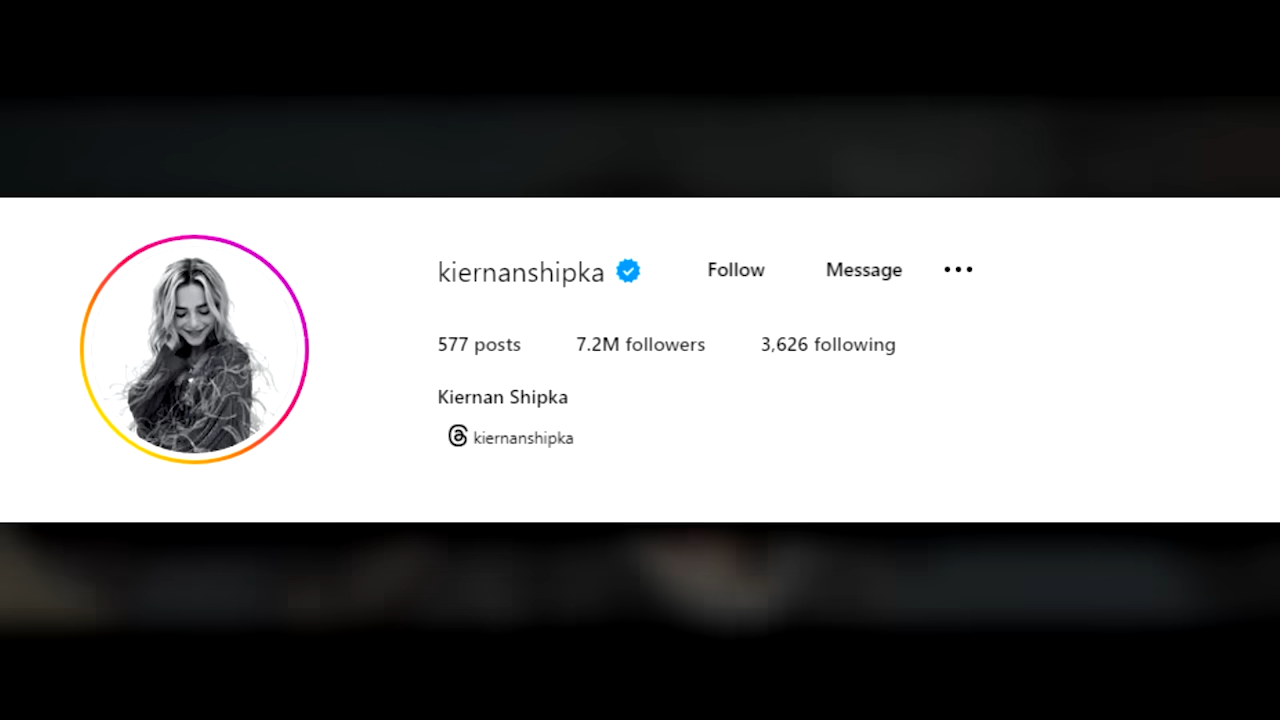 kiernanshipka Follow Message
577 posts 7.2M followers 3,626 following
Kiernan Shipka
kiernanshipka